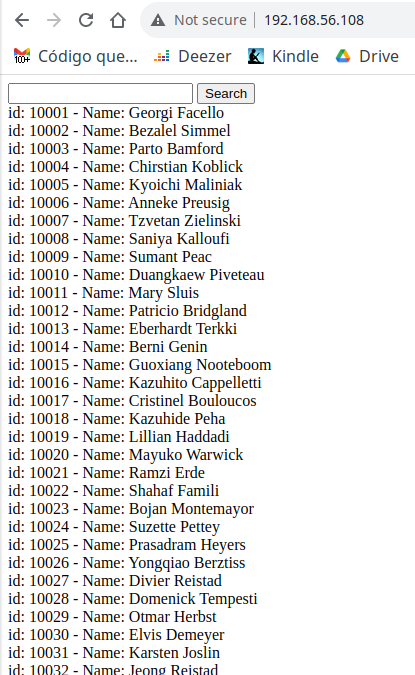 Not secure | 192.168.56.108
100+ Código que... Deezer Kindle Drive
Search
id: 10001 - Name: Georgi Facello
id: 10002 - Name: Bezalel Simmel
id: 10003 - Name: Parto Bamford
id: 10004 - Name: Chirstian Koblick
id: 10005 - Name: Kyoichi Maliniak
id: 10006 - Name: Anneke Preusig
id: 10007 - Name: Tzvetan Zielinski
id: 10008 - Name: Saniya Kalloufi
id: 10009 - Name: Sumant Peac
id: 10010 - Name: Duangkaew Piveteau
id: 10011 - Name: Mary Sluis
id: 10012 - Name: Patricio Bridgland
id: 10013 - Name: Eberhardt Terkki
id: 10014 - Name: Berni Genin
id: 10015 - Name: Guoxiang Nooteboom
id: 10016 - Name: Kazuhito Cappelletti
id: 10017 - Name: Cristinel Bouloucos
id: 10018 - Name: Kazuhide Peha
id: 10019 - Name: Lillian Haddadi
id: 10020 - Name: Mayuko Warwick
id: 10021 - Name: Ramzi Erde
id: 10022 - Name: Shahaf Famili
id: 10023 - Name: Bojan Montemayor
id: 10024 - Name: Suzette Pettey
id: 10025 - Name: Prasadram Heyers
id: 10026 - Name: Yongqiao Berztiss
id: 10027 - Name: Divier Reistad
id: 10028 - Name: Domenick Tempesti
id: 10029 - Name: Otmar Herbst
id: 10030 - Name: Elvis Demeyer
id: 10031 - Name: Karsten Joslin
id: 10032 - Name: Jeong Reistad